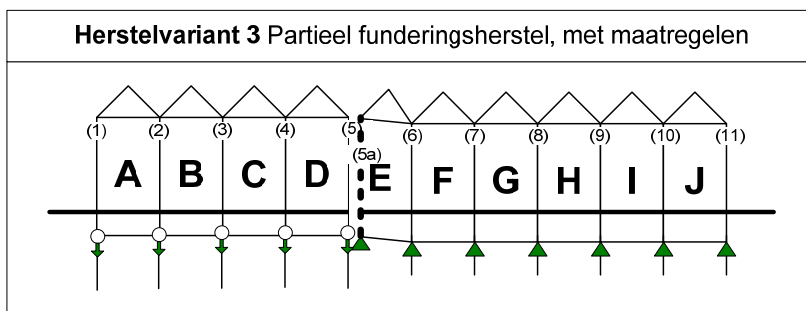 Herstelvariant 3 Partieel funderingsherstel, met maatregelen
(1) (2) (3) (4) (5) (6) (7) (8) (9) (10) (11)
(5a)
A B C D E F G H I J